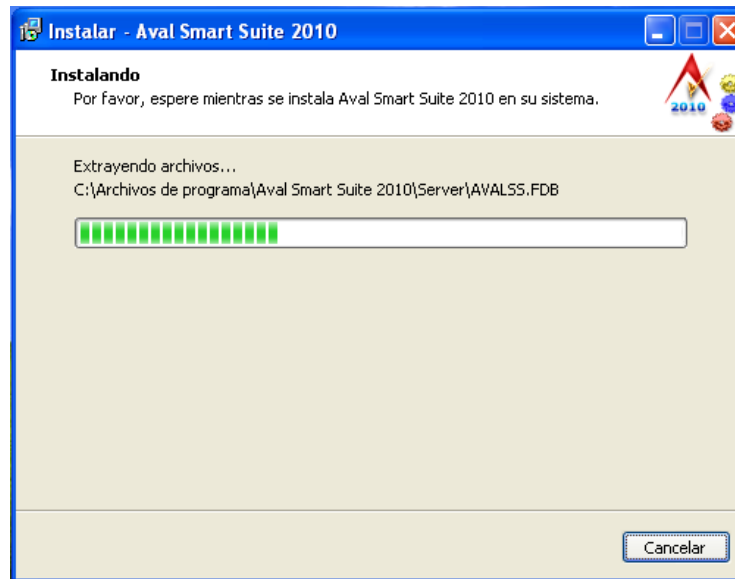 Instalar - Aval Smart Suite 2010
Instalando
Por favor, espere mientras se instala Aval Smart Suite 2010 en su sistema.
2010
Extrayendo archivos...
C:\Archivos de programa\Aval Smart Suite 2010\Server\AVALSS.FDB
Cancelar